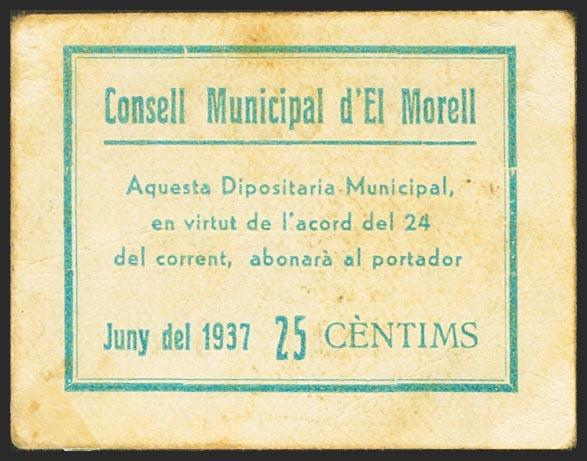 Consell Municipal d'El Morell
Aquesta Dipositaria Municipal,
en virtut de l'acord del 24
del corrent, abonarà al portador
Juny del 1937 25 CÈNTIMS